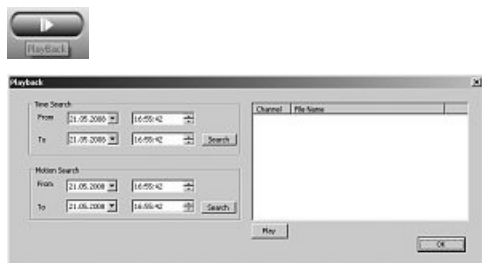 PlayBack
Playback
Time Search
From 21.05.2008 16:55:42
To 21.05.2008 16:55:42 Search
Channel File Name
Motion Search
From 21.05.2008 16:55:42
To 21.05.2008 16:55:42 Search
Play
OK